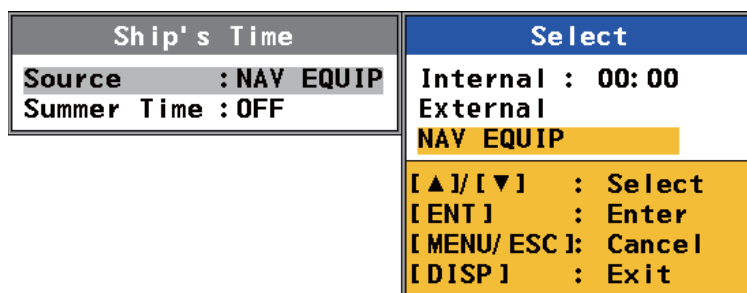 Ship's Time
Source :NAV EQUIP
Summer Time :OFF
Select
Internal : 00:00
External
NAV EQUIP
[▲]/[▼] : Select
[ENT] : Enter
[MENU/ESC]: Cancel
[DISP] : Exit